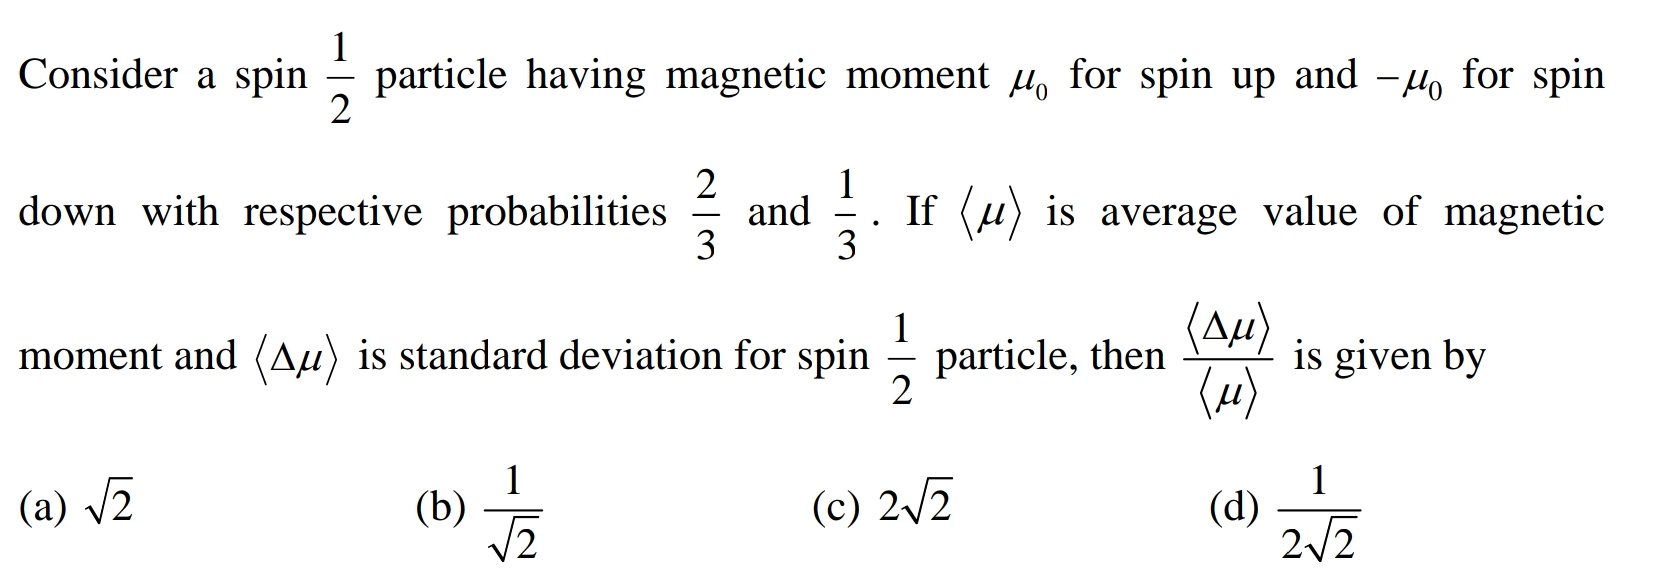 Consider a spin $\frac{1}{2}$ particle having magnetic moment $\mu_0$ for spin up and $-\mu_0$ for spin
down with respective probabilities $\frac{2}{3}$ and $\frac{1}{3}$. If $\langle \mu \rangle$ is average value of magnetic
moment and $\langle \Delta\mu \rangle$ is standard deviation for spin $\frac{1}{2}$ particle, then $\frac{\langle \Delta\mu \rangle}{\langle \mu \rangle}$ is given by
(a) $\sqrt{2}$ (b) $\frac{1}{\sqrt{2}}$ (c) $2\sqrt{2}$ (d) $\frac{1}{2\sqrt{2}}$